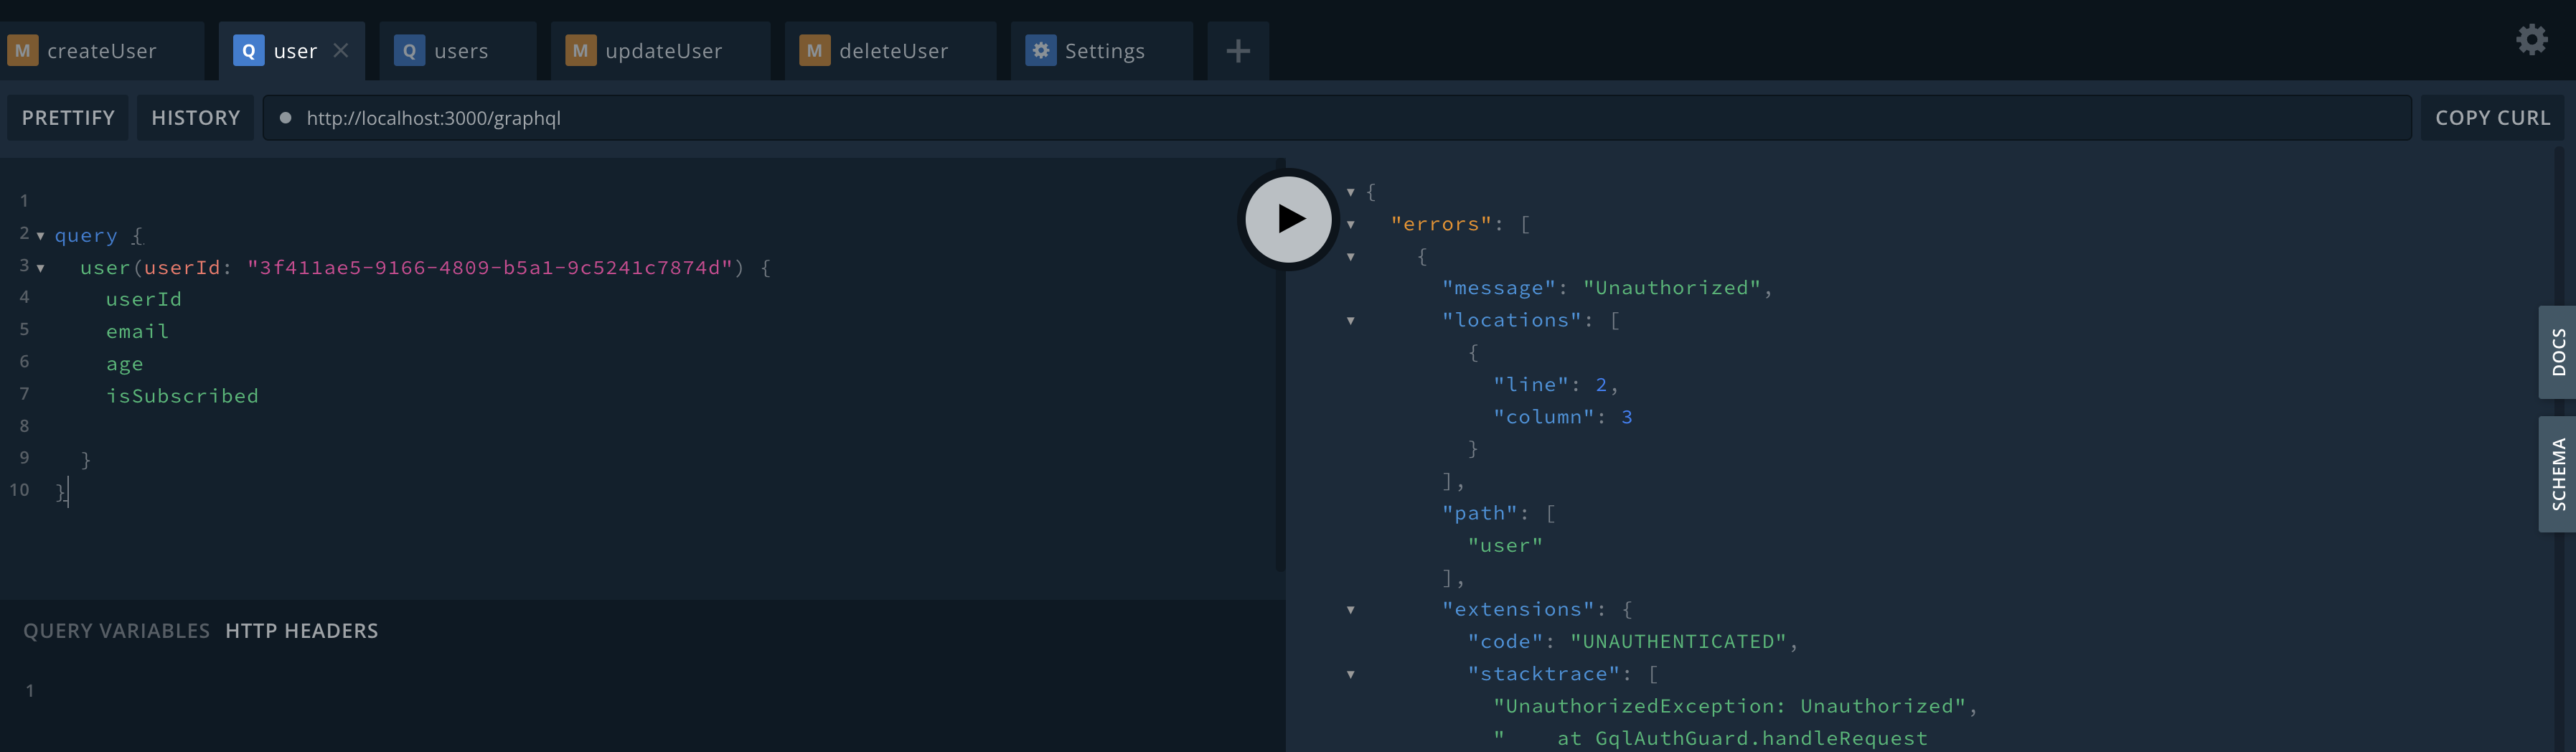 M createUser
Q user
Q users
M updateUser
M deleteUser
Settings
PRETTIFY
HISTORY
http://localhost:3000/graphql
COPY CURL
1
2 query {
3 user(userId: "3f411ae5-9166-4809-b5a1-9c5241c7874d") {
4 userId
5 email
6 age
7 isSubscribed
8
9 }
10 }
QUERY VARIABLES HTTP HEADERS
1
{
"errors": [
{
"message": "Unauthorized",
"locations": [
{
"line": 2,
"column": 3
}
],
"path": [
"user"
],
"extensions": {
"code": "UNAUTHENTICATED",
"stacktrace": [
"UnauthorizedException: Unauthorized",
" at GqlAuthGuard.handleRequest
DOCS
SCHEMA